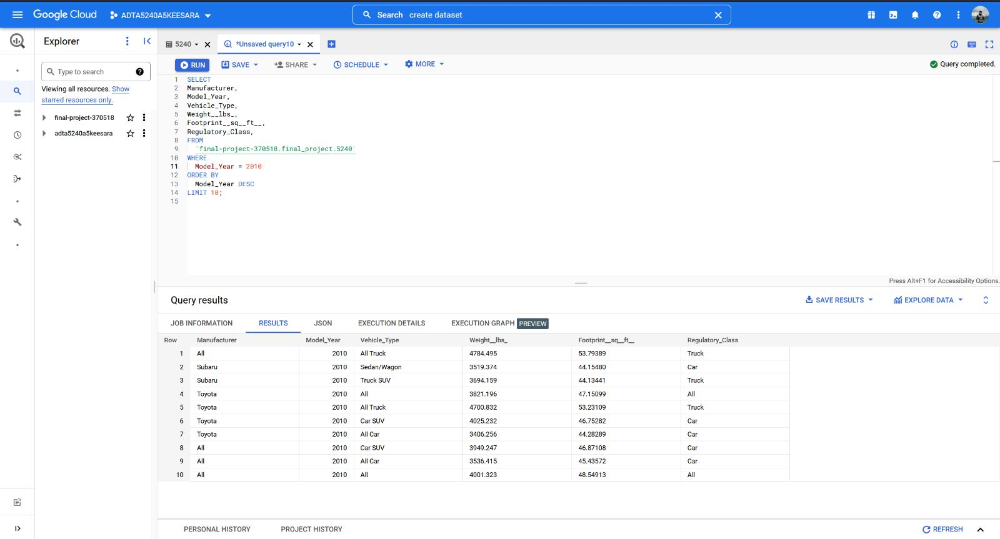 Google Cloud
ADTA5240A5KEESARA
Search create dataset
Explorer
5240
*Unsaved query10
RUN
SAVE
SHARE
SCHEDULE
MORE
Query completed.
Type to search
Viewing all resources. Show
starred resources only.
final-project-370518
adta5240a5keesara
1 SELECT
2 Manufacturer,
3 Model_Year,
4 Vehicle_Type,
5 Weight__lbs_,
6 Footprint__sq__ft__,
7 Regulatory_Class,
8 FROM
9 `final-project-370518.final_project.5240`
10 WHERE
11 Model_Year = 2010
12 ORDER BY
13 Model_Year DESC
14 LIMIT 10;
15
Press Alt+F1 for Accessibility Options.
Query results
SAVE RESULTS
EXPLORE DATA
JOB INFORMATION RESULTS JSON EXECUTION DETAILS EXECUTION GRAPH PREVIEW
Row Manufacturer Model_Year Vehicle_Type Weight__lbs_ Footprint__sq__ft__ Regulatory_Class
1 All 2010 All Truck 4784.495 53.79389 Truck
2 Subaru 2010 Sedan/Wagon 3519.374 44.15480 Car
3 Subaru 2010 Truck SUV 3694.159 44.13441 Truck
4 Toyota 2010 All 3821.196 47.15099 All
5 Toyota 2010 All Truck 4700.832 53.23109 Truck
6 Toyota 2010 Car SUV 4025.232 46.75282 Car
7 Toyota 2010 All Car 3406.256 44.28289 Car
8 All 2010 Car SUV 3949.247 46.87108 Car
9 All 2010 All Car 3536.415 45.43572 Car
10 All 2010 All 4001.323 48.54913 All
PERSONAL HISTORY
PROJECT HISTORY
REFRESH